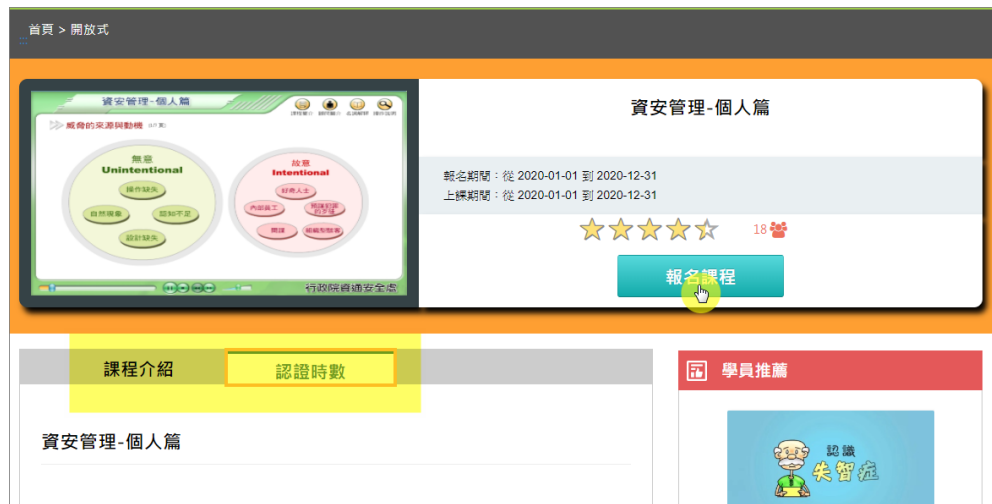 首頁 > 開放式
:::
資安管理-個人篇
威脅的來源與動機
無意
Unintentional
操作缺失
自然現象
認知不足
設計缺失
故意
Intentional
好奇人士
內部員工
間諜
行政院資通安全處
資安管理-個人篇
報名期間：從 2020-01-01 到 2020-12-31
上課期間：從 2020-01-01 到 2020-12-31
18
報名課程
課程介紹
認證時數
資安管理-個人篇
學員推薦
認識
失智症